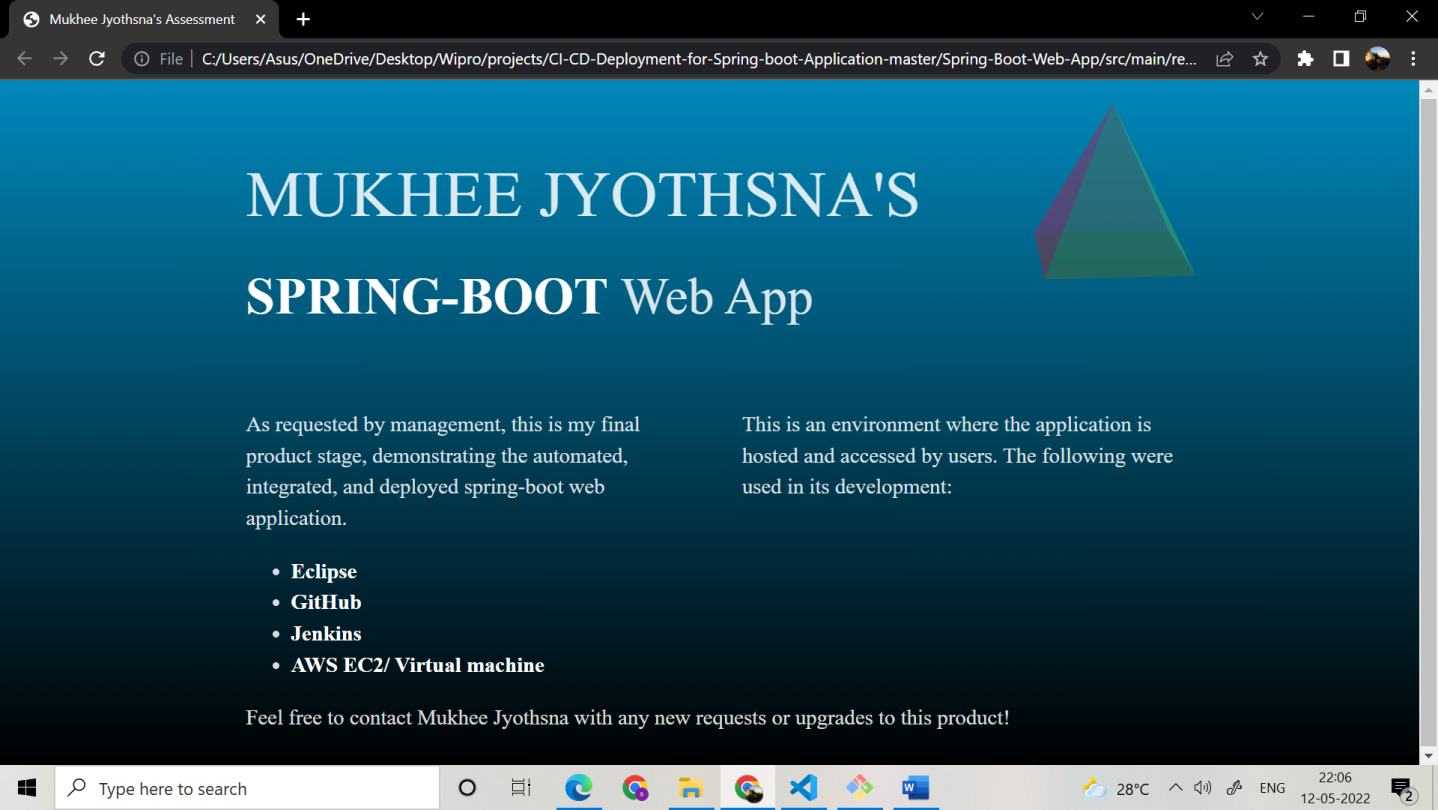 Mukhee Jyothsna's Assessment
File
C:/Users/Asus/OneDrive/Desktop/Wipro/projects/CI-CD-Deployment-for-Spring-boot-Application-master/Spring-Boot-Web-App/src/main/re...
MUKHEE JYOTHSNA'S
SPRING-BOOT Web App
As requested by management, this is my final
product stage, demonstrating the automated,
integrated, and deployed spring-boot web
application.
This is an environment where the application is
hosted and accessed by users. The following were
used in its development:
• Eclipse
• GitHub
• Jenkins
• AWS EC2/ Virtual machine
Feel free to contact Mukhee Jyothsna with any new requests or upgrades to this product!
Type here to search
28°C
ENG
22:06
12-05-2022
2